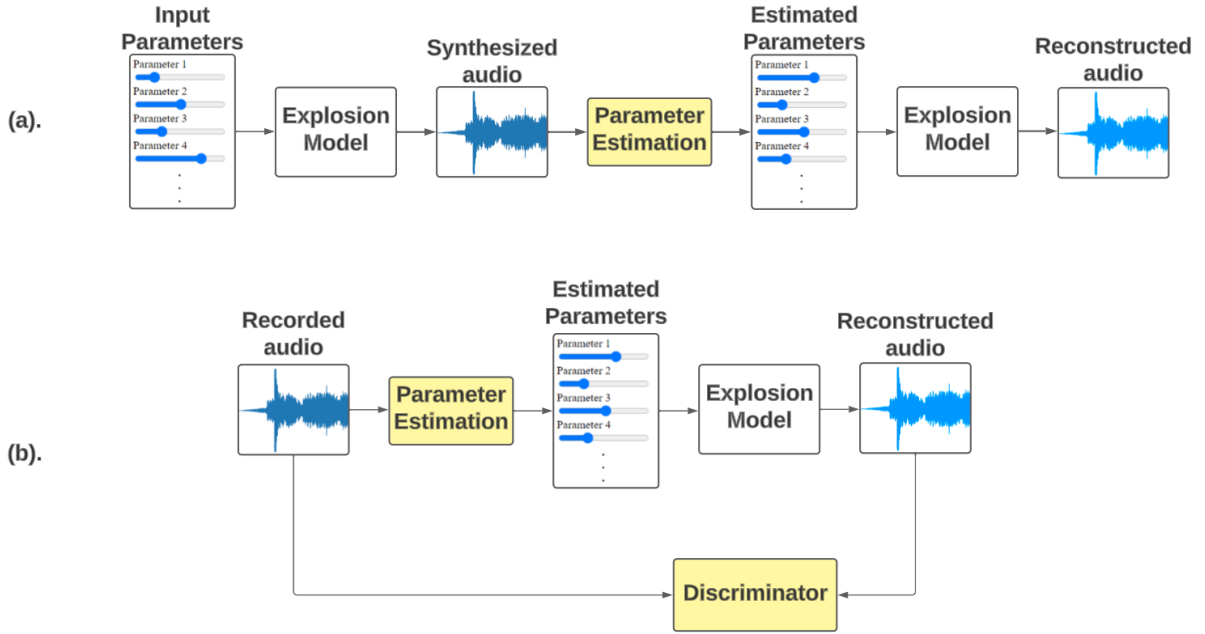 Input
Parameters
Parameter 1
Parameter 2
Parameter 3
Parameter 4
Explosion
Model
Synthesized
audio
Parameter
Estimation
Estimated
Parameters
Parameter 1
Parameter 2
Parameter 3
Parameter 4
Explosion
Model
Reconstructed
audio
(a).
Recorded
audio
Parameter
Estimation
Estimated
Parameters
Parameter 1
Parameter 2
Parameter 3
Parameter 4
Explosion
Model
Reconstructed
audio
(b).
Discriminator